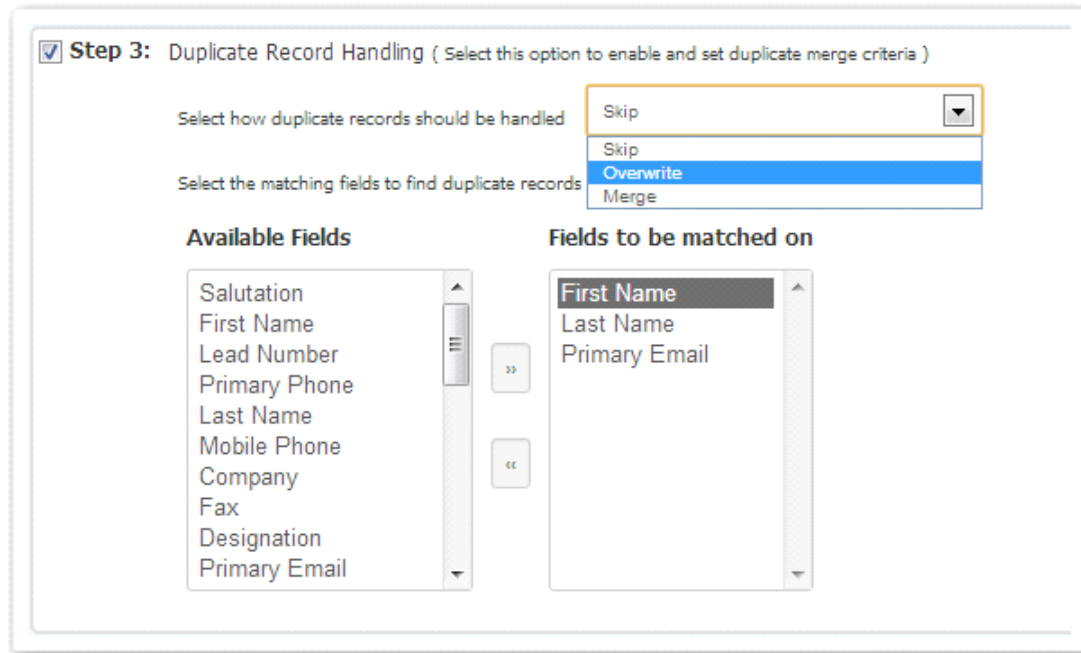 Step 3: Duplicate Record Handling ( Select this option to enable and set duplicate merge criteria )
Select how duplicate records should be handled
Skip
Skip
Overwrite
Merge
Select the matching fields to find duplicate records
Available Fields
Salutation
First Name
Lead Number
Primary Phone
Last Name
Mobile Phone
Company
Fax
Designation
Primary Email
»
«
Fields to be matched on
First Name
Last Name
Primary Email